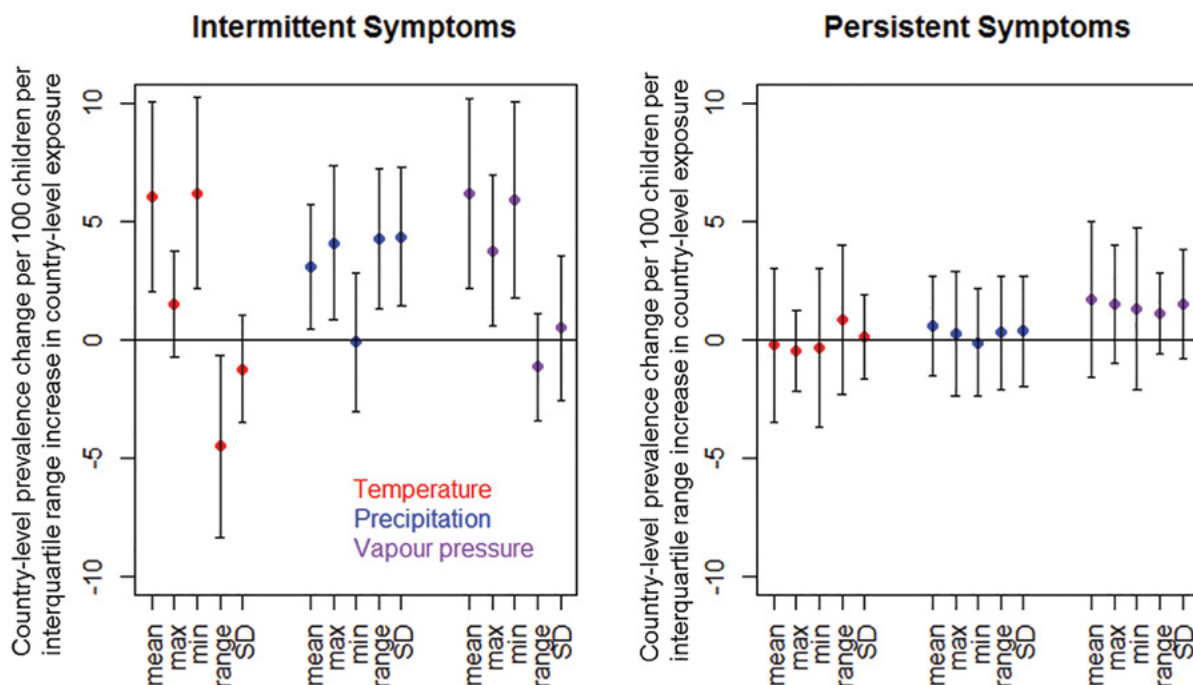 Intermittent Symptoms
Country-level prevalence change per 100 children per
interquartile range increase in country-level exposure
10
5
0
-5
-10
Temperature
Precipitation
Vapour pressure
mean
max
min
range
SD
mean
max
min
range
SD
mean
max
min
range
SD
Persistent Symptoms
Country-level prevalence change per 100 children per
interquartile range increase in country-level exposure
10
5
0
-5
-10
mean
max
min
range
SD
mean
max
min
range
SD
mean
max
min
range
SD